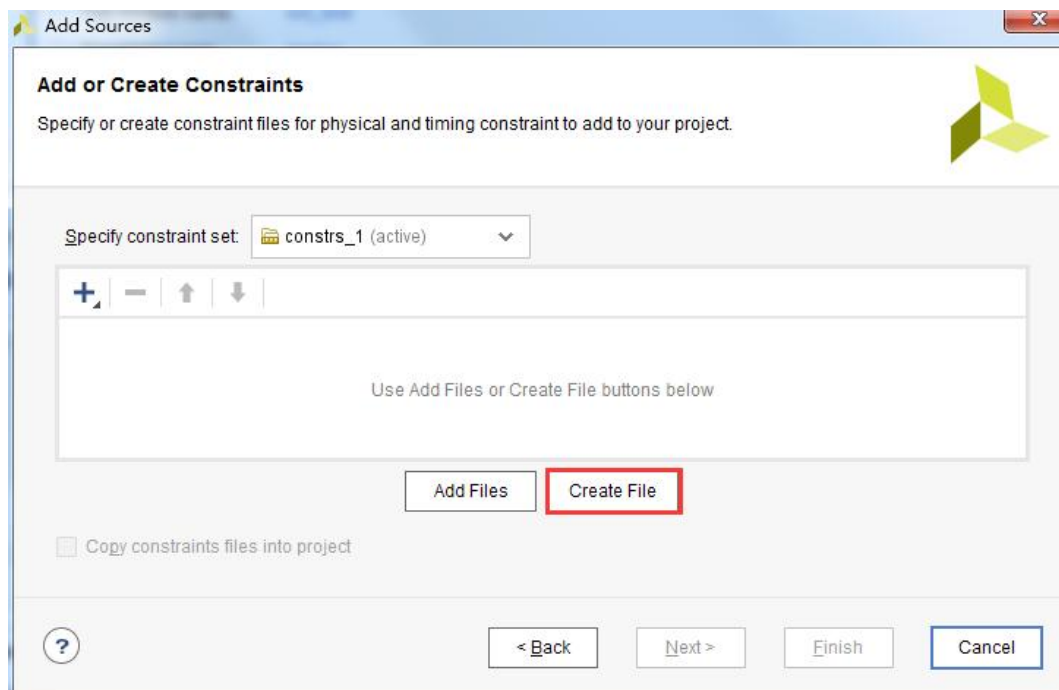 Add Sources
Add or Create Constraints
Specify or create constraint files for physical and timing constraint to add to your project.
Specify constraint set: constrs_1 (active)
Use Add Files or Create File buttons below
Add Files Create File
Copy constraints files into project
? < Back Next > Finish Cancel